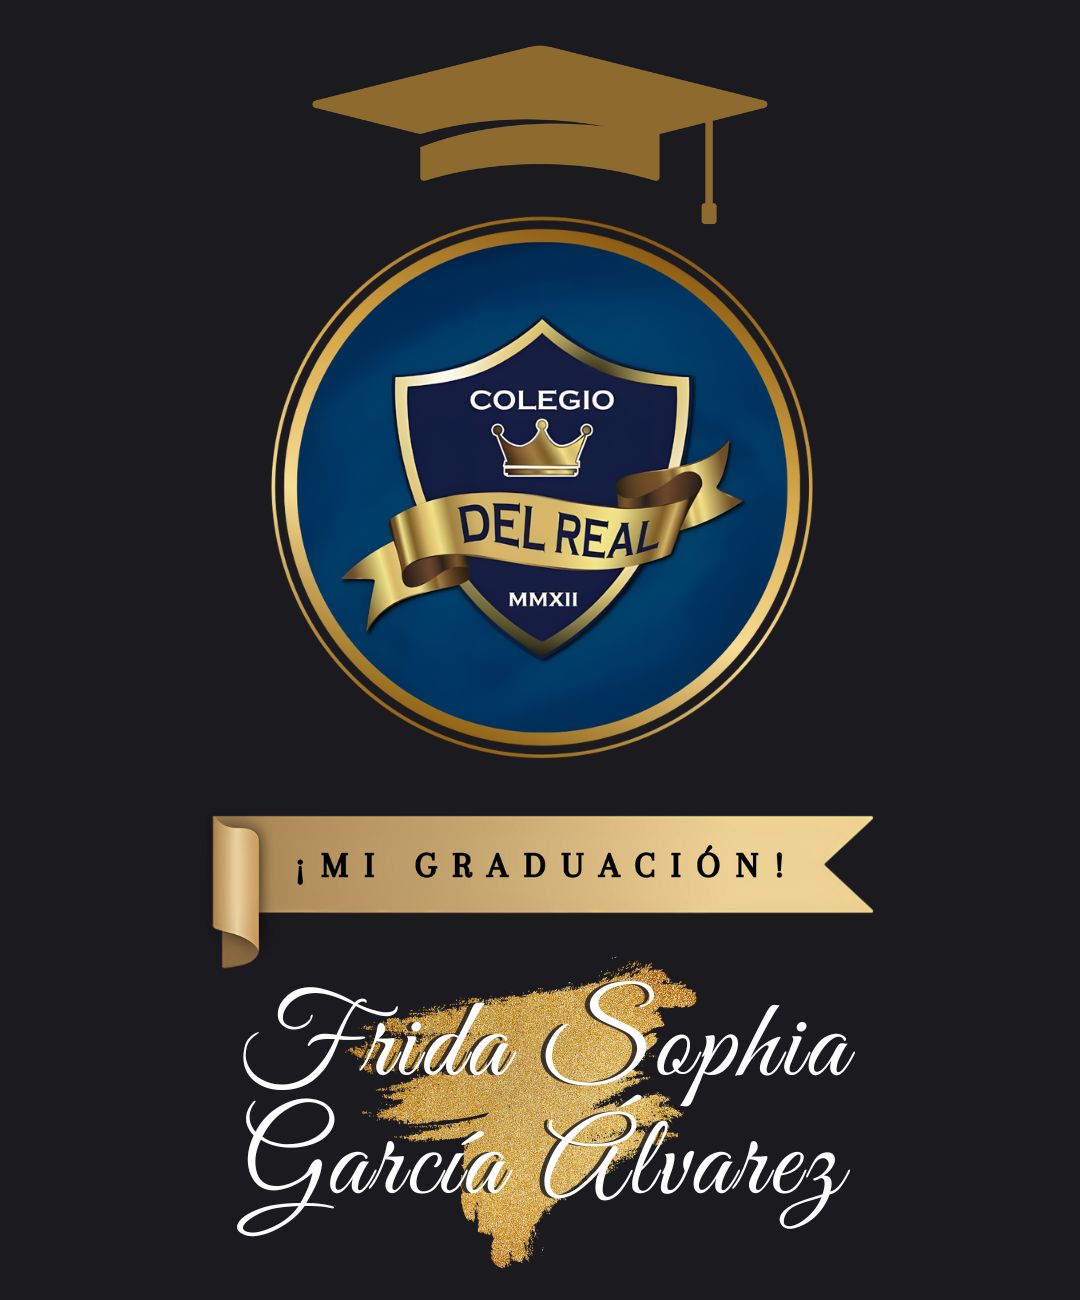 COLEGIO
DEL REAL
MMXII
¡MI GRADUACIÓN!
Frida Sophia
García Álvarez